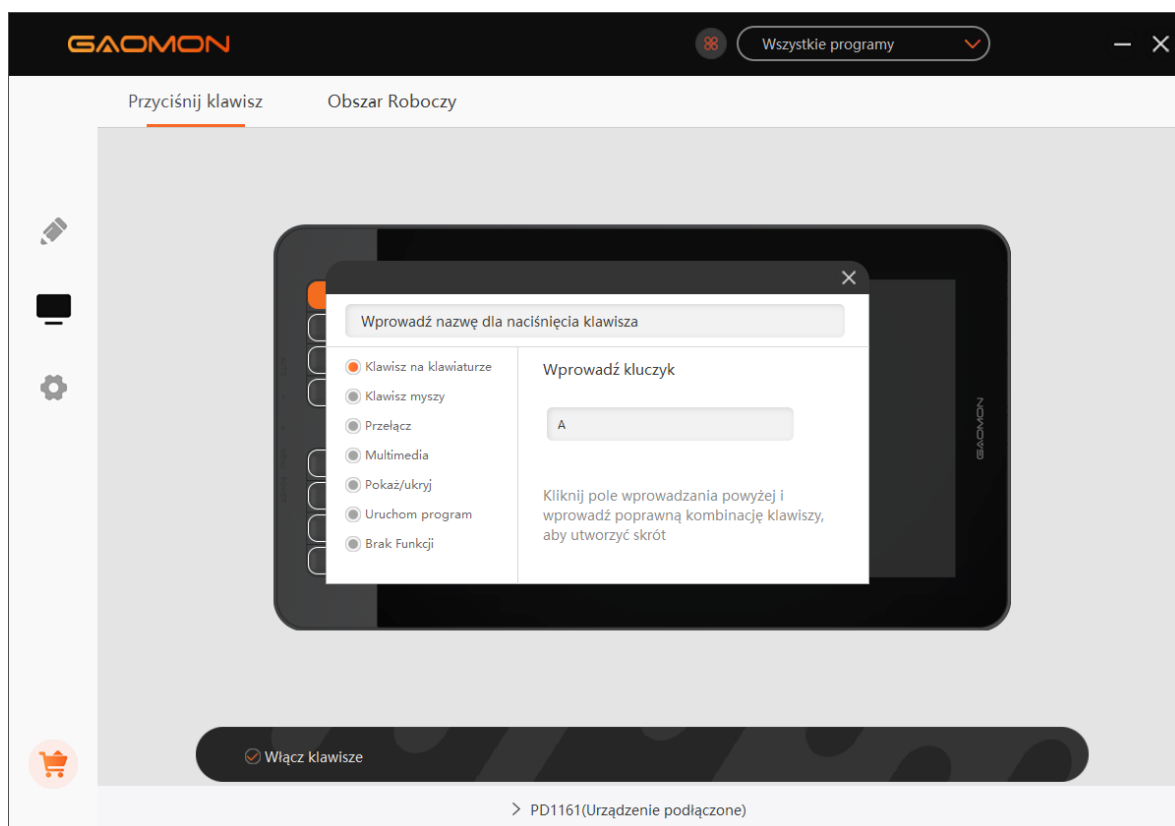 GAOMON
Wszystkie programy
Przyciśnij klawisz
Obszar Roboczy
Wprowadź nazwę dla naciśnięcia klawisza
Klawisz na klawiaturze
Klawisz myszy
Przełącz
Multimedia
Pokaż/ukryj
Uruchom program
Brak Funkcji
Wprowadź kluczyk
A
Kliknij pole wprowadzania powyżej i
wprowadź poprawną kombinację klawiszy,
aby utworzyć skrót
GAOMON
Włącz klawisze
PD1161(Urządzenie podłączone)